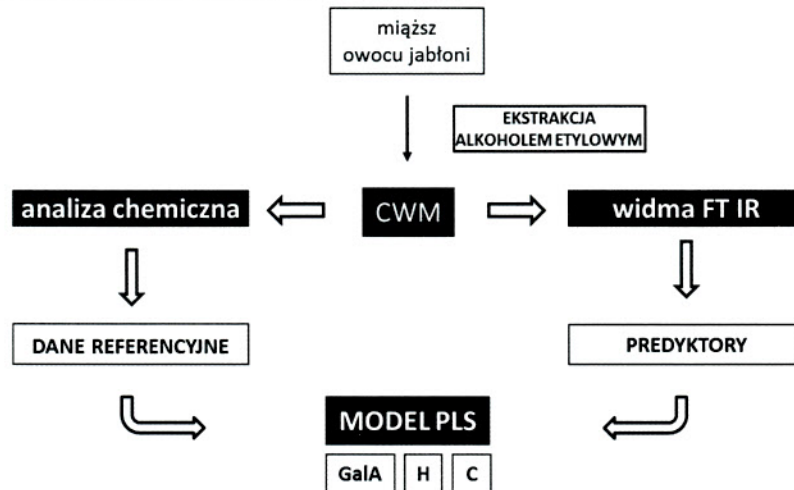 miąższ
owocu jabłoni
EKSTRAKCJA
ALKOHOLEM ETYLOWYM
analiza chemiczna
CWM
widma FT IR
DANE REFERENCYJNE
PREDYKTORY
MODEL PLS
GalA
H
C